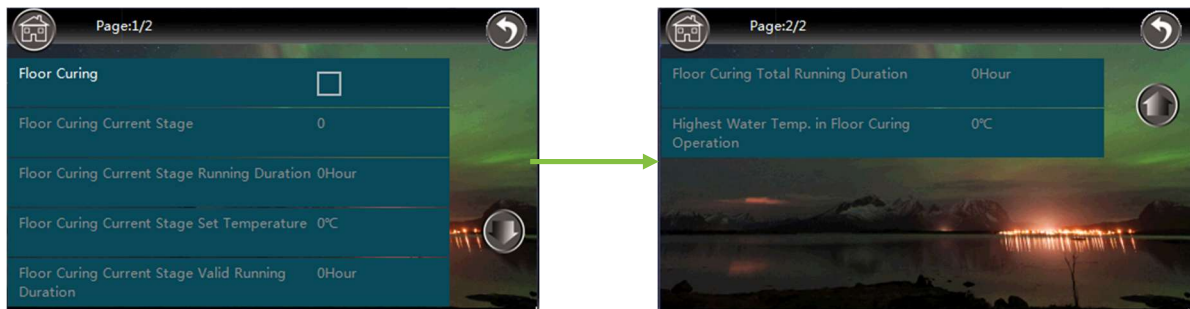 Page:1/2
Floor Curing
Floor Curing Current Stage 0
Floor Curing Current Stage Running Duration 0Hour
Floor Curing Current Stage Set Temperature 0℃
Floor Curing Current Stage Valid Running 0Hour
Duration
Page:2/2
Floor Curing Total Running Duration 0Hour
Highest Water Temp. in Floor Curing 0℃
Operation